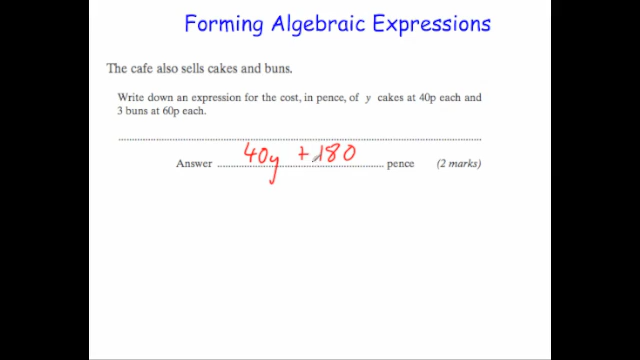 Forming Algebraic Expressions
The cafe also sells cakes and buns.
Write down an expression for the cost, in pence, of y cakes at 40p each and
3 buns at 60p each.
Answer 40y + 180 pence (2 marks)